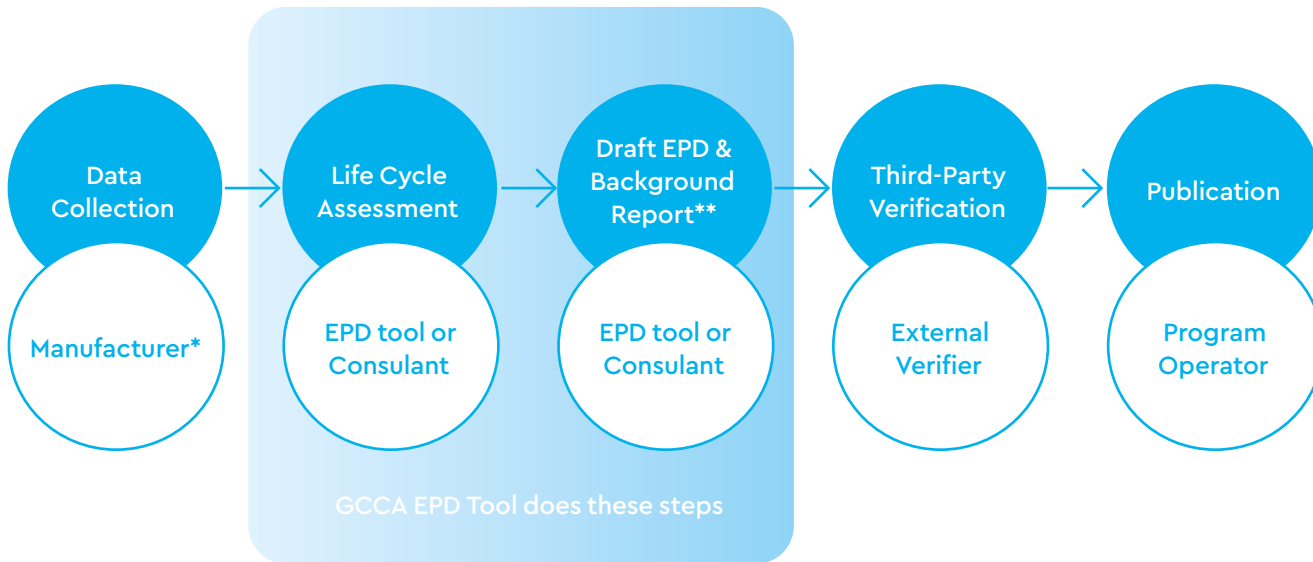 Data
Collection
Life Cycle
Assessment
Draft EPD &
Background
Report**
Third-Party
Verification
Publication
Manufacturer*
EPD tool or
Consulant
EPD tool or
Consulant
External
Verifier
Program
Operator
GCCA EPD Tool does these steps